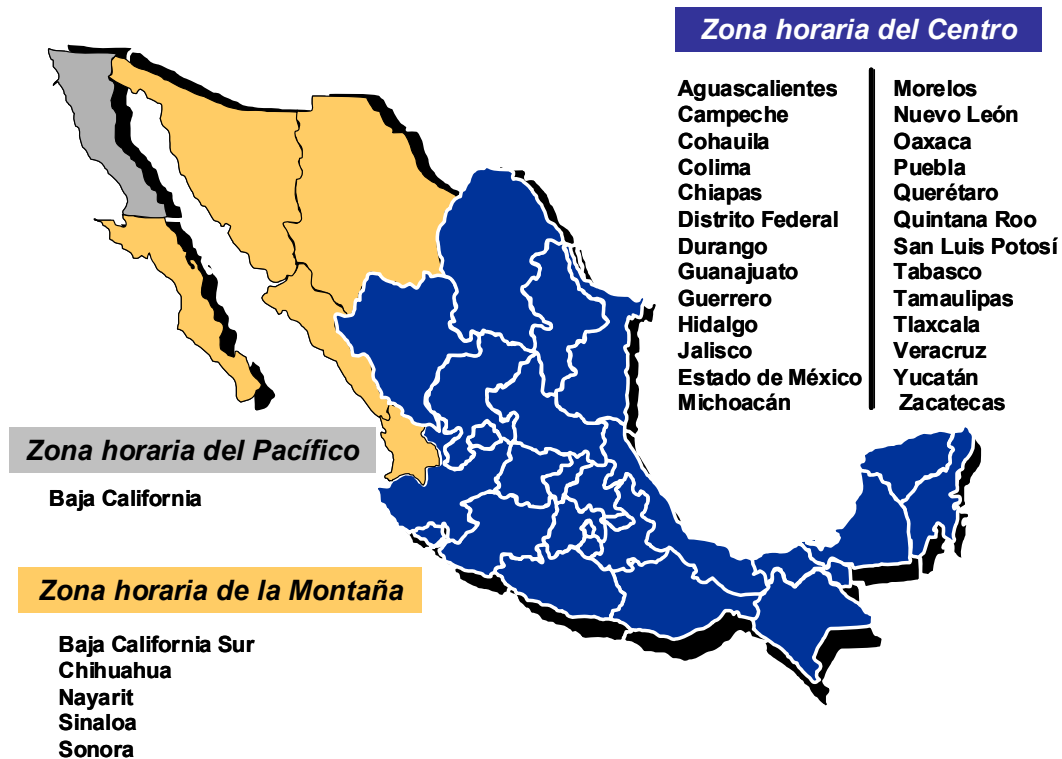 Zona horaria del Centro
Aguascalientes
Campeche
Cohauila
Colima
Chiapas
Distrito Federal
Durango
Guanajuato
Guerrero
Hidalgo
Jalisco
Estado de México
Michoacán
Morelos
Nuevo León
Oaxaca
Puebla
Querétaro
Quintana Roo
San Luis Potosí
Tabasco
Tamaulipas
Tlaxcala
Veracruz
Yucatán
Zacatecas
Zona horaria del Pacífico
Baja California
Zona horaria de la Montaña
Baja California Sur
Chihuahua
Nayarit
Sinaloa
Sonora